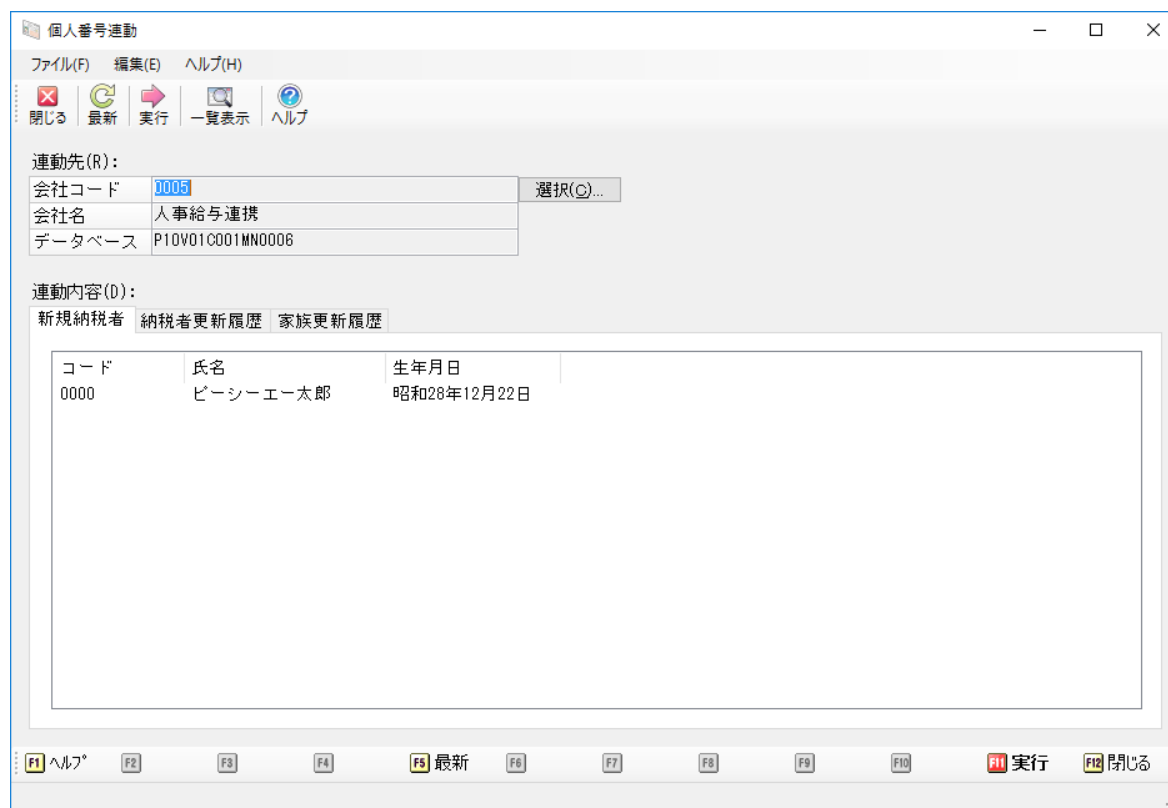 個人番号連動
ファイル(F) 編集(E) ヘルプ(H)
閉じる 最新 実行 一覧表示 ヘルプ
連動先(R):
会社コード 0005 選択(C)...
会社名 人事給与連携
データベース P10V01C001MN0006
連動内容(D):
新規納税者 納税者更新履歴 家族更新履歴
コード 氏名 生年月日
0000 ピーシーエー太郎 昭和28年12月22日
F1 ヘルプ F2 F3 F4 F5 最新 F6 F7 F8 F9 F10 F11 実行 F12 閉じる